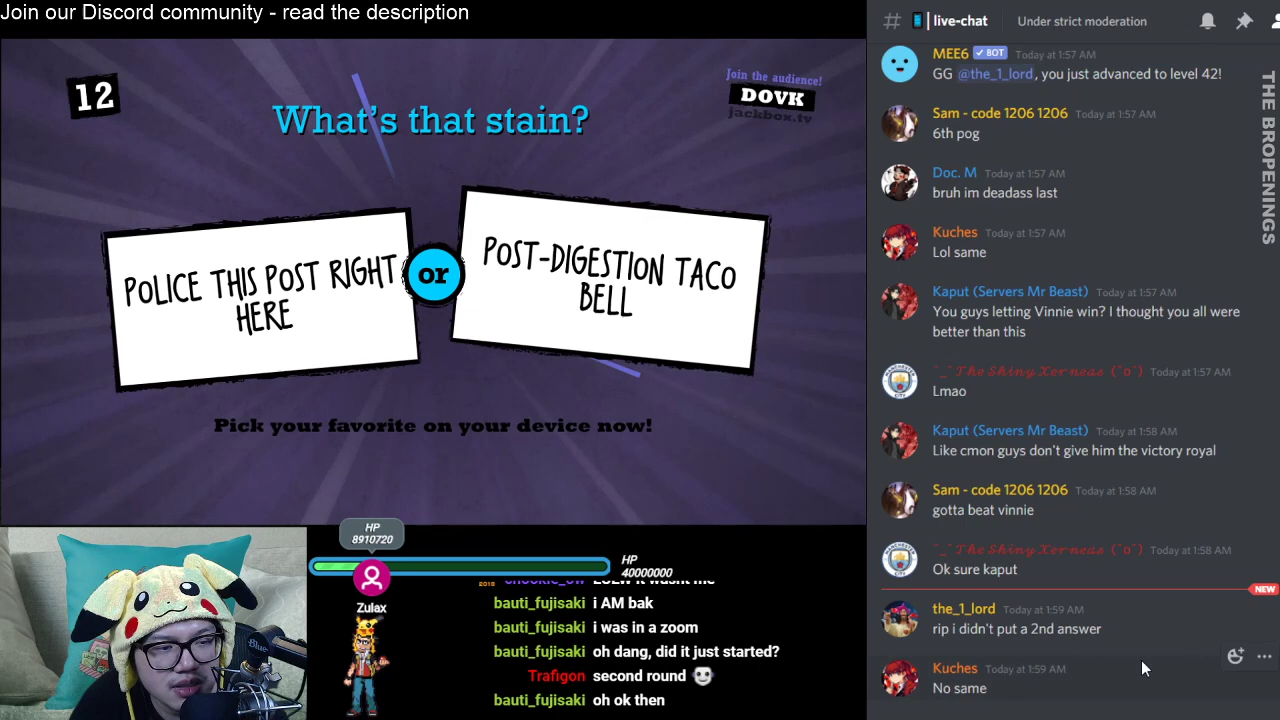 Join our Discord community - read the description
12
What's that stain?
Join the audience!
DOVK
jackbox.tv
POLICE THIS POST RIGHT
HERE
or
POST-DIGESTION TACO
BELL
Pick your favorite on your device now!
HP
8910720
HP
40000000
Zulax
2018
bauti_fujisaki i AM bak
bauti_fujisaki i was in a zoom
bauti_fujisaki oh dang, did it just started?
Trafigon second round
bauti_fujisaki oh ok then
Blue
# live-chat Under strict moderation
MEE6 BOT Today at 1:57 AM
GG @the_1_lord, you just advanced to level 42!
Sam - code 1206 1206 Today at 1:57 AM
6th pog
Doc. M Today at 1:57 AM
bruh im deadass last
Kuches Today at 1:57 AM
Lol same
Kaput (Servers Mr Beast) Today at 1:57 AM
You guys letting Vinnie win? I thought you all were
better than this
The Shiny Xerneas Today at 1:57 AM
Lmao
Kaput (Servers Mr Beast) Today at 1:58 AM
Like cmon guys don't give him the victory royal
Sam - code 1206 1206 Today at 1:58 AM
gotta beat vinnie
The Shiny Xerneas Today at 1:58 AM
Ok sure kaput
NEW
the_1_lord Today at 1:59 AM
rip i didn't put a 2nd answer
Kuches Today at 1:59 AM
No same
THE BROPENINGS